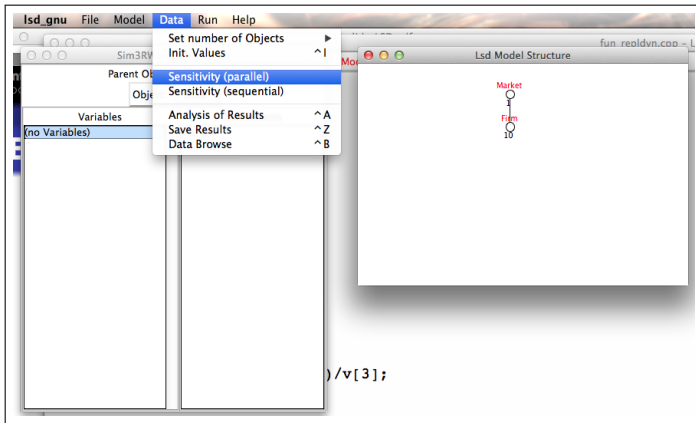 lsd_gnu File Model Data Run Help
Set number of Objects ▶
Init. Values ^I
Sensitivity (parallel)
Sensitivity (sequential)
Analysis of Results ^A
Save Results ^Z
Data Browse ^B
fun_repldyn.cpp – L
Sim3RW
Mo
Parent Ob
Obje
Variables
(no Variables)
Lsd Model Structure
Market
1
Firm
10
)/v[3];